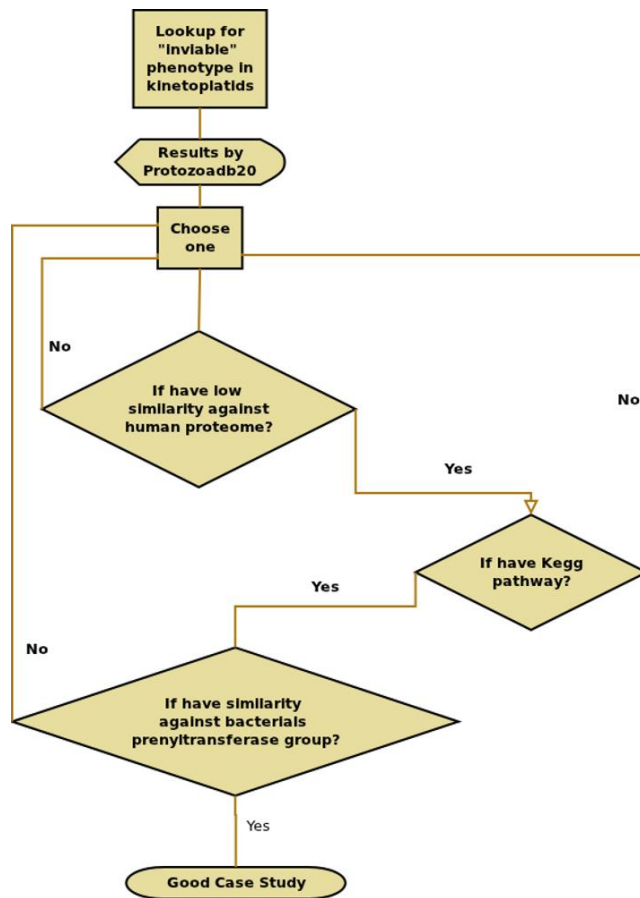 Lookup for
"inviable"
phenotype in
kinetoplatids
Results by
Protozoadb20
Choose
one
No
If have low
similarity against
human proteome?
No
Yes
If have Kegg
pathway?
Yes
No
If have similarity
against bacterials
prenyltransferase group?
Yes
Good Case Study